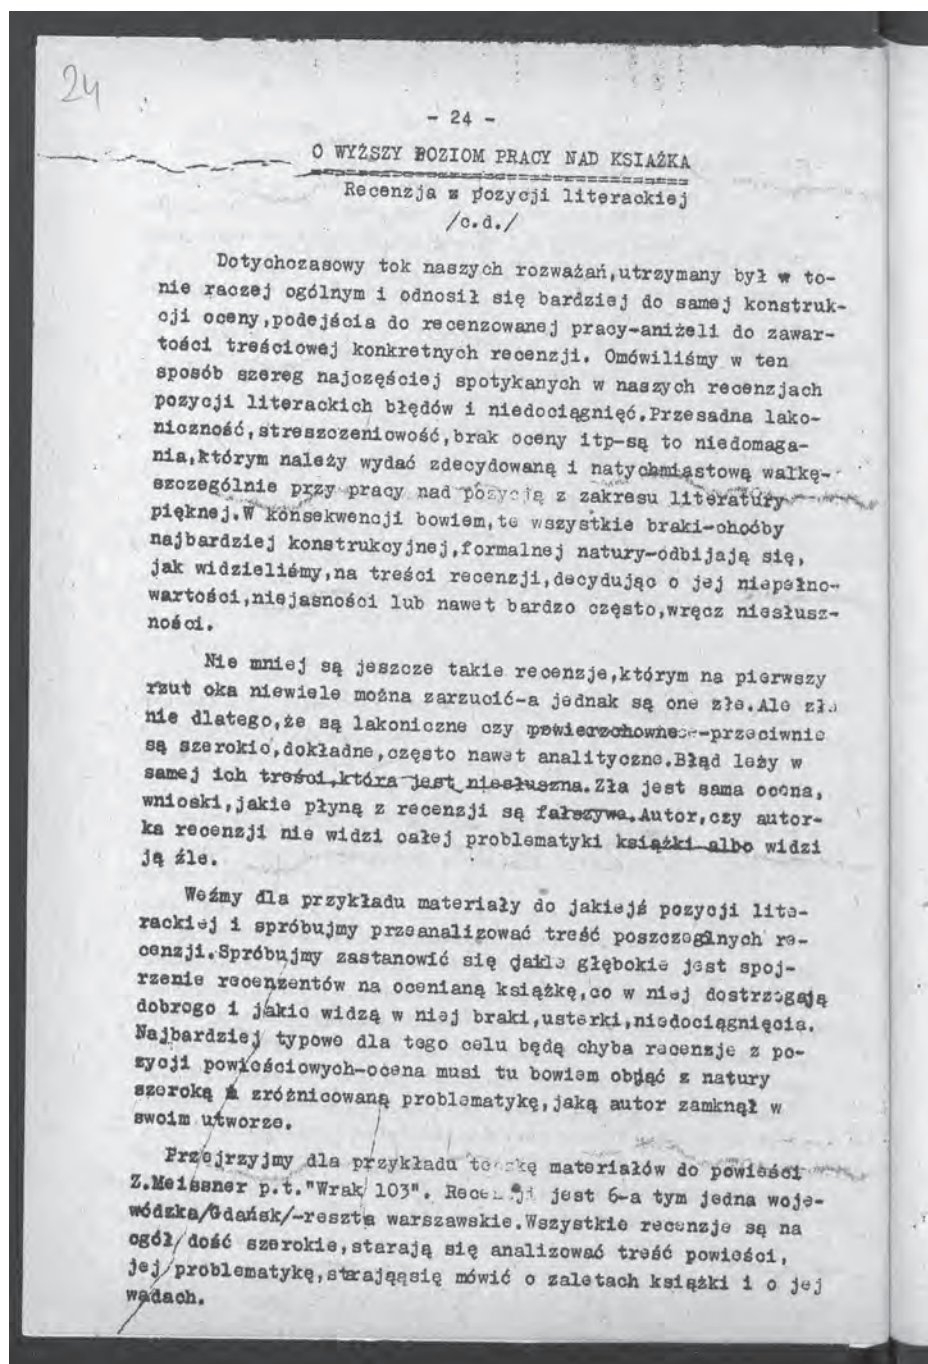 24
- 24 -
O WYŻSZY POZIOM PRACY NAD KSIĄŻKĄ
Recenzja z pozycji literackiej
/c.d./
Dotychczasowy tok naszych rozważań,utrzymany był w to-
nie raczej ogólnym i odnosił się bardziej do samej konstruk-
cji oceny,podejścia do recenzowanej pracy-aniżeli do zawar-
tości treściowej konkretnych recenzji. Omówiliśmy w ten
sposób szereg najczęściej spotykanych w naszych recenzjach
pozycji literackich błędów i niedociągnięć.Przesadna lako-
niczność,streszczeniowość,brak oceny itp-są to niedomaga-
nia,którym należy wydać zdecydowaną i natychmiastową walkę-
szczególnie przy pracy nad pozycją z zakresu literatury
pięknej.W konsekwencji bowiem,te wszystkie braki-choćby
najbardziej konstrukcyjnej,formalnej natury-odbijają się,
jak widzieliśmy,na treści recenzji,decydując o jej niepełno-
wartości,niejasności lub nawet bardzo często,wręcz niesłusz-
ności.
Nie mniej są jeszcze takie recenzje,którym na pierwszy
rzut oka niewiele można zarzucić-a jednak są one złe.Ale złe
nie dlatego,że są lakoniczne czy powierzchowne-przeciwnie
są szerokie,dokładne,często nawet analityczne.Błąd leży w
samej ich treści,która jest niesłuszna.Zła jest sama ocena,
wnioski,jakie płyną z recenzji są fałszywe.Autor,czy autor-
ka recenzji nie widzi całej problematyki książki albo widzi
ją źle.
Weźmy dla przykładu materiały do jakiejś pozycji lite-
rackiej i spróbujmy przeanalizować treść poszczególnych re-
cenzji.Spróbujmy zastanowić się jakie głębokie jest spoj-
rzenie recenzentów na ocenianą książkę,co w niej dostrzegają
dobrego i jakie widzą w niej braki,usterki,niedociągnięcia.
Najbardziej typowe dla tego celu będą chyba recenzje z po-
zycji powieściowych-ocena musi tu bowiem objąć z natury
szeroką i zróżnicowaną problematykę,jaką autor zamknął w
swoim utworze.
Przejrzyjmy dla przykładu teczkę materiałów do powieści
Z.Meissner p.t."Wrak 103". Recenzji jest 6-a tym jedna woje-
wódzka/Gdańsk/-reszta warszawskie.Wszystkie recenzje są na
ogół dość szerokie,starają się analizować treść powieści,
jej problematykę,starająsię mówić o zaletach książki i o jej
wadach.